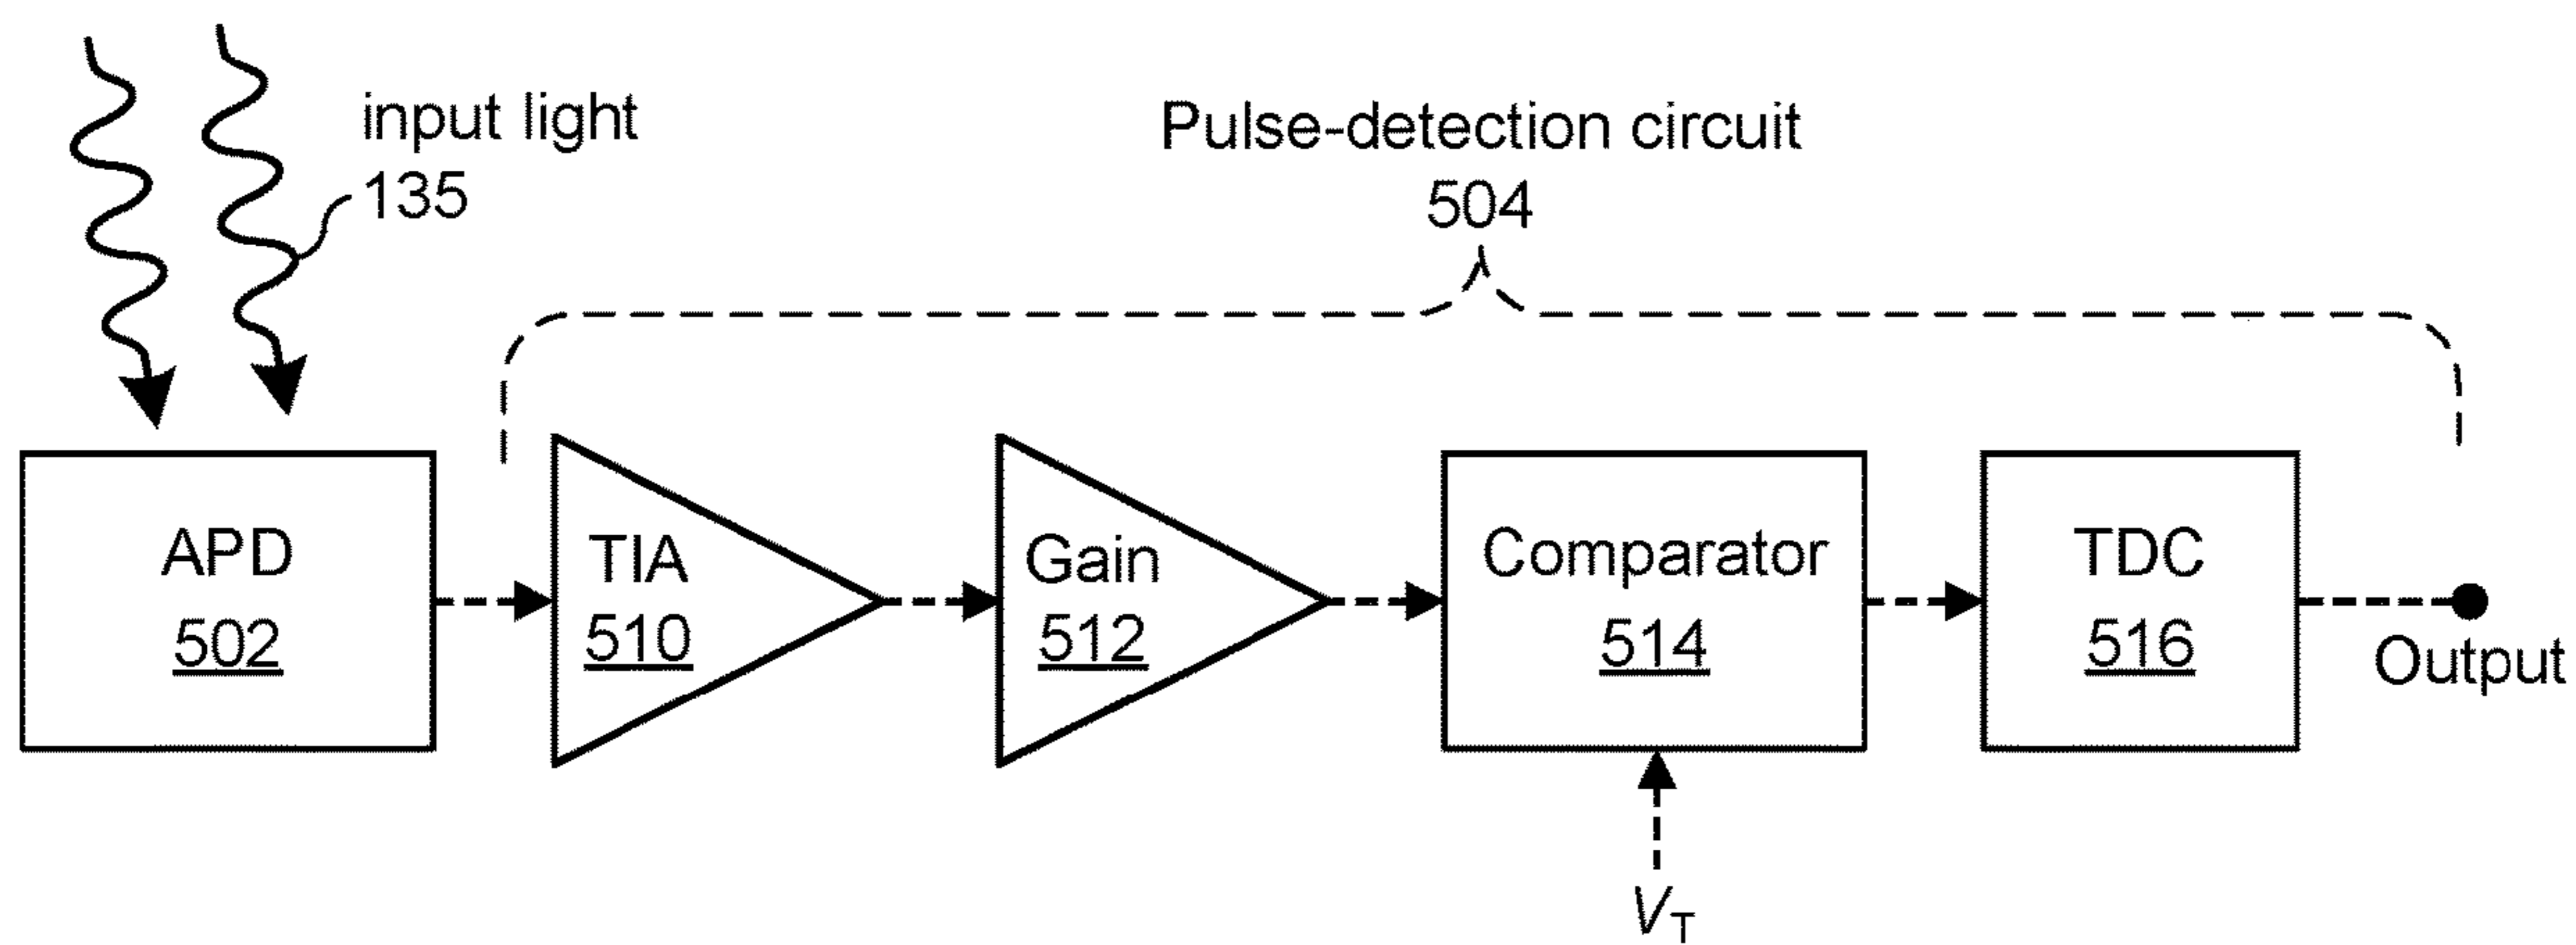 input light
135
Pulse-detection circuit
504
APD
502
TIA
510
Gain
512
Comparator
514
TDC
516
Output
VT